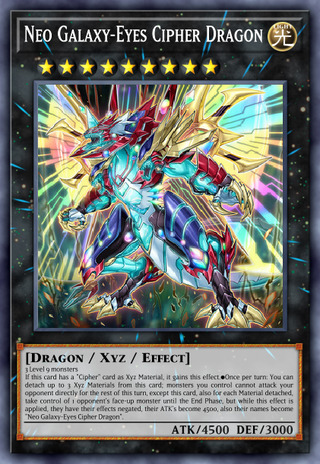 Neo Galaxy-Eyes Cipher Dragon
LIGHT
光
[Dragon / Xyz / Effect]
3 Level 9 monsters
If this card has a "Cipher" card as Xyz Material, it gains this effect.●Once per turn: You can
detach up to 3 Xyz Materials from this card; monsters you control cannot attack your
opponent directly for the rest of this turn, except this card, also for each Material detached,
take control of 1 opponent's face-up monster until the End Phase, but while this effect is
applied, they have their effects negated, their ATK's become 4500, also their names become
"Neo Galaxy-Eyes Cipher Dragon".
ATK/4500 DEF/3000